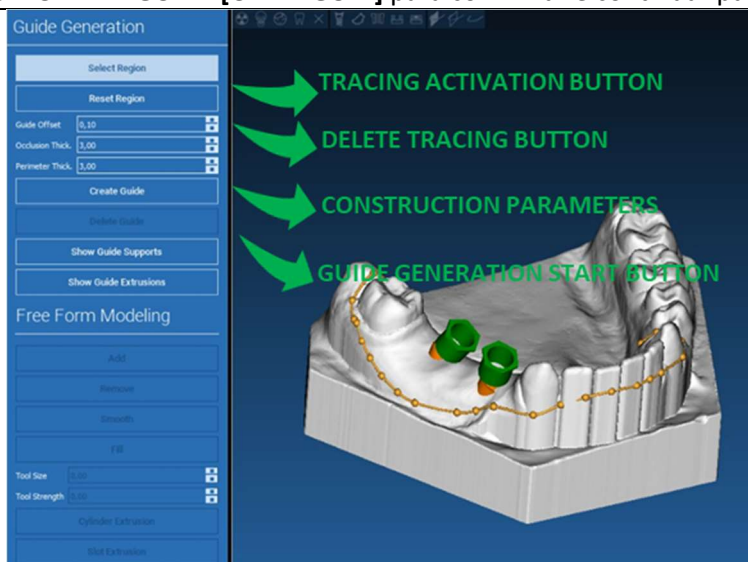 para
Guide Generation
Select Region
Reset Region
Guide Offset 0,10
Occlusion Thick. 3,00
Perimeter Thick. 3,00
Create Guide
Delete Guide
Show Guide Supports
Show Guide Extrusions
Free Form Modeling
Add
Remove
Smooth
Fill
Tool Size
Tool Strength
Cylinder Extrusion
Slot Extrusion
TRACING ACTIVATION BUTTON
DELETE TRACING BUTTON
CONSTRUCTION PARAMETERS
GUIDE GENERATION START BUTTON